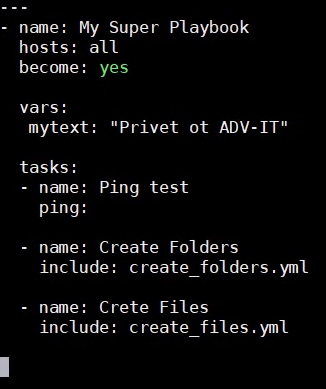 ---
- name: My Super Playbook
  hosts: all
  become: yes

  vars:
   mytext: "Privet ot ADV-IT"

  tasks:
  - name: Ping test
    ping:

  - name: Create Folders
    include: create_folders.yml

  - name: Crete Files
    include: create_files.yml